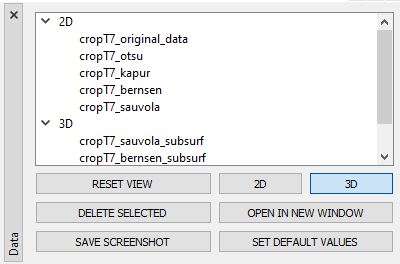 2D
cropT7_original_data
cropT7_otsu
cropT7_kapur
cropT7_bernsen
cropT7_sauvola
3D
cropT7_sauvola_subsurf
cropT7_bernsen_subsurf
RESET VIEW 2D 3D
DELETE SELECTED OPEN IN NEW WINDOW
SAVE SCREENSHOT SET DEFAULT VALUES
Data